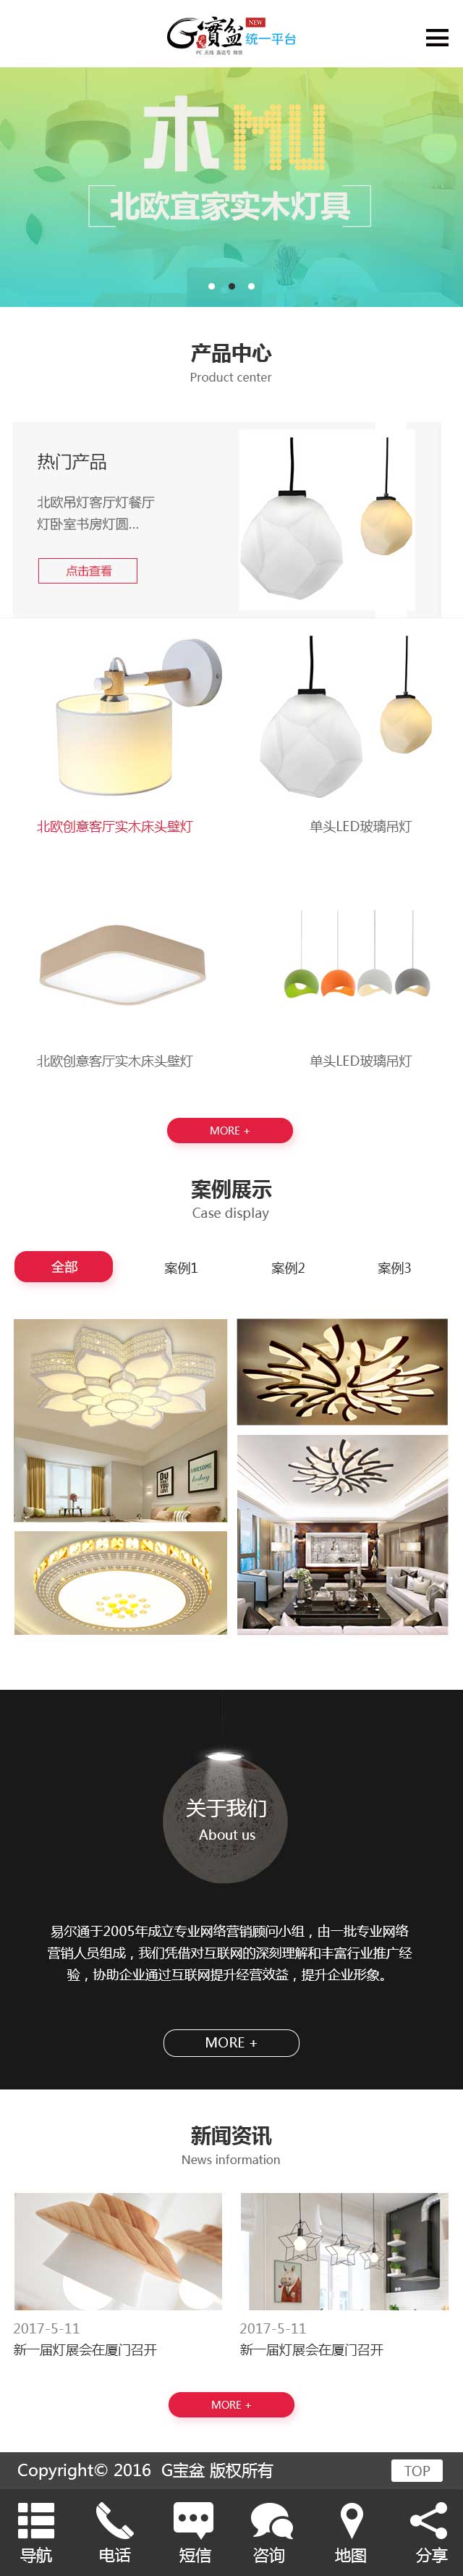 G寶盆 NEW
统一平台
木MU
北欧宜家实木灯具
产品中心
Product center
热门产品
北欧吊灯客厅灯餐厅
灯卧室书房灯圆...
点击查看
北欧创意客厅实木床头壁灯
单头LED玻璃吊灯
北欧创意客厅实木床头壁灯
单头LED玻璃吊灯
MORE +
案例展示
Case display
全部 案例1 案例2 案例3
关于我们
About us
易尔通于2005年成立专业网络营销顾问小组，由一批专业网络
营销人员组成，我们凭借对互联网的深刻理解和丰富行业推广经
验，协助企业通过互联网提升经营效益，提升企业形象。
MORE +
新闻资讯
News information
2017-5-11
新一届灯展会在厦门召开
2017-5-11
新一届灯展会在厦门召开
MORE +
Copyright© 2016 G宝盆 版权所有
TOP
导航 电话 短信 咨询 地图 分享